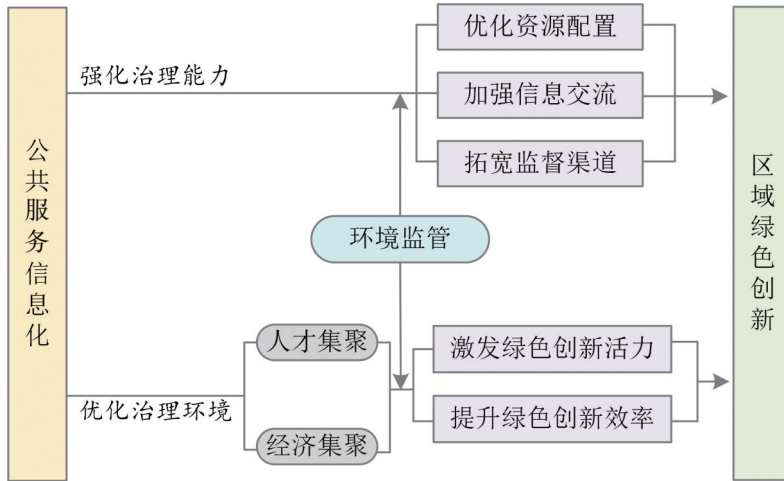 公共服务信息化
强化治理能力
优化资源配置
加强信息交流
拓宽监督渠道
环境监管
优化治理环境
人才集聚
经济集聚
激发绿色创新活力
提升绿色创新效率
区域绿色创新